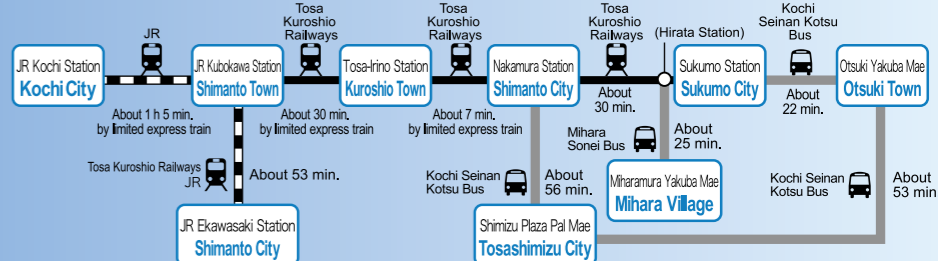 JR
Tosa
Kuroshio
Railways
Tosa
Kuroshio
Railways
Tosa
Kuroshio
Railways
(Hirata Station)
Kochi
Seinan Kotsu
Bus
JR Kochi Station
Kochi City
JR Kubokawa Station
Shimanto Town
Tosa-Irino Station
Kuroshio Town
Nakamura Station
Shimanto City
Sukumo Station
Sukumo City
Otsuki Yakuba Mae
Otsuki Town
About 1 h 5 min.
by limited express train
About 30 min.
by limited express train
About 7 min.
by limited express train
About
30 min.
About
22 min.
Tosa Kuroshio Railways
JR
About 53 min.
Kochi Seinan
Kotsu Bus
About
56 min.
Mihara
Sonei Bus
About
25 min.
Kochi Seinan
Kotsu Bus
About
53 min
Miharamura Yakuba Mae
Mihara Village
JR Ekawasaki Station
Shimanto City
Shimizu Plaza Pal Mae
Tosashimizu City